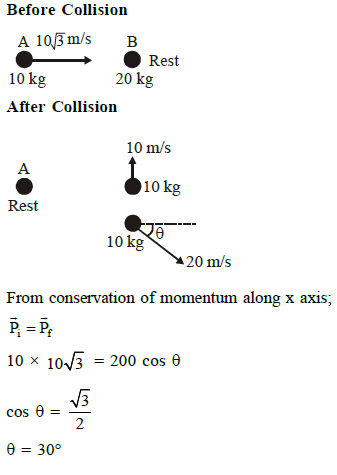 Before Collision
A 10√3 m/s B
Rest
10 kg 20 kg
After Collision
10 m/s
A
10 kg
Rest
θ
10 kg
20 m/s
From conservation of momentum along x axis;
P⃗ᵢ = P⃗f
10 × 10√3 = 200 cos θ
cos θ = √3/2
θ = 30°